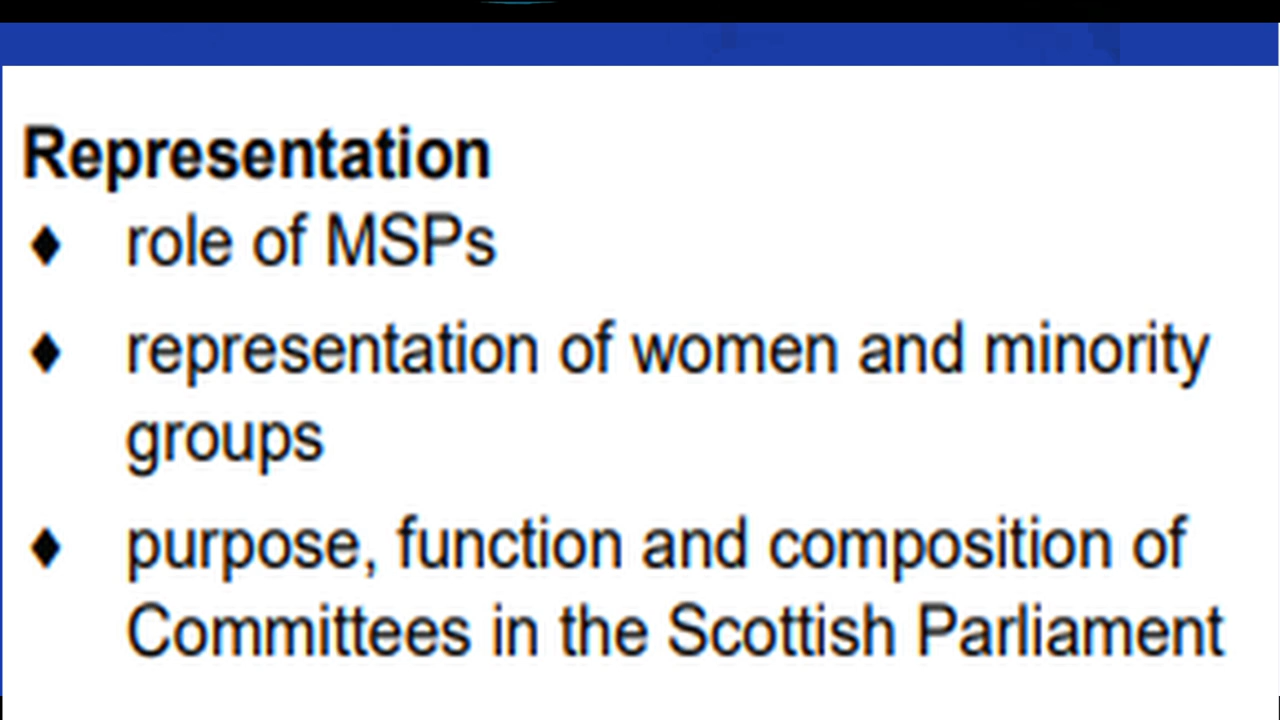 Representation
♦ role of MSPs
♦ representation of women and minority
groups
♦ purpose, function and composition of
Committees in the Scottish Parliament